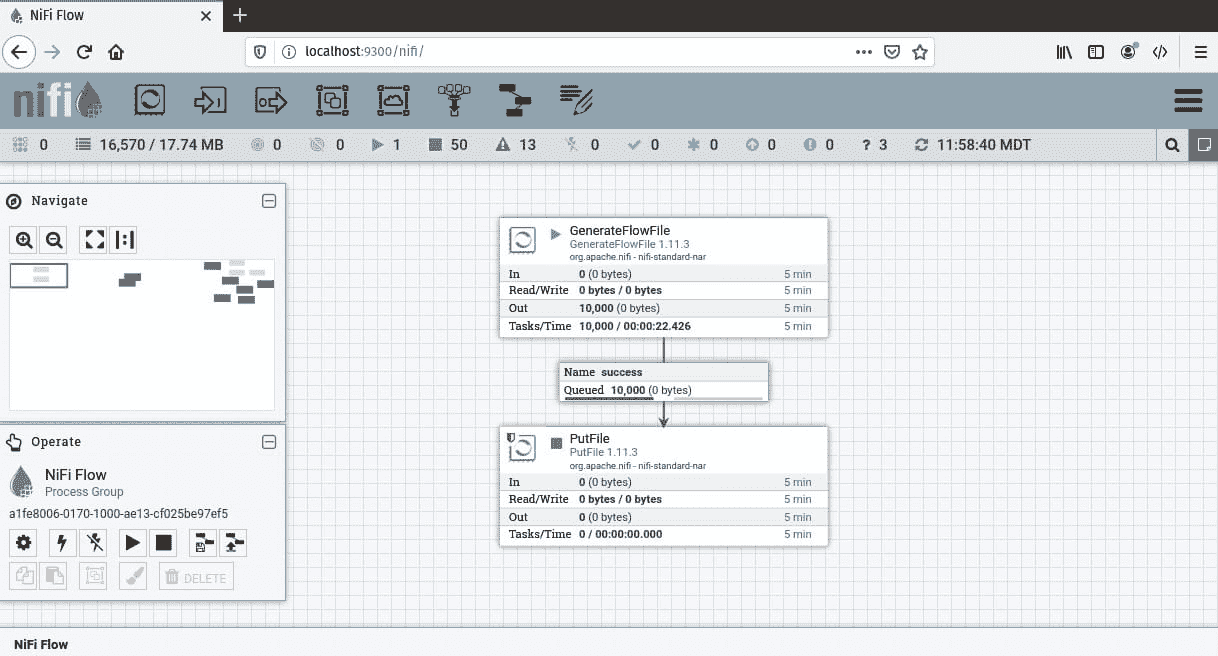 NiFi Flow
localhost:9300/nifi/
nifi
0 16,570 / 17.74 MB 0 0 1 50 13 0 0 0 0 0 ? 3 11:58:40 MDT
Navigate
GenerateFlowFile
GenerateFlowFile 1.11.3
org.apache.nifi - nifi-standard-nar
In 0 (0 bytes) 5 min
Read/Write 0 bytes / 0 bytes 5 min
Out 10,000 (0 bytes) 5 min
Tasks/Time 10,000 / 00:00:22.426 5 min
Name success
Queued 10,000 (0 bytes)
PutFile
PutFile 1.11.3
org.apache.nifi - nifi-standard-nar
In 0 (0 bytes) 5 min
Read/Write 0 bytes / 0 bytes 5 min
Out 0 (0 bytes) 5 min
Tasks/Time 0 / 00:00:00.000 5 min
Operate
NiFi Flow
Process Group
a1fe8006-0170-1000-ae13-cf025be97ef5
DELETE
NiFi Flow